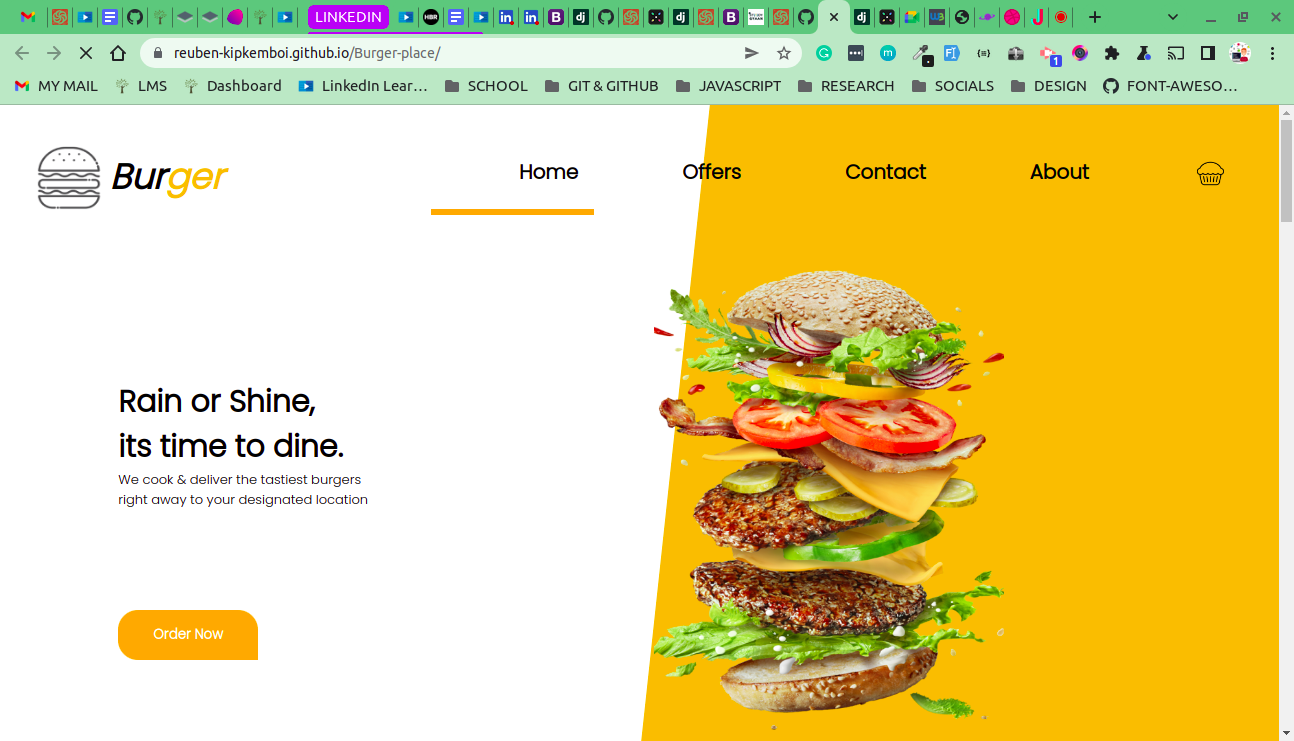 LINKEDIN
HBR
reuben-kipkemboi.github.io/Burger-place/
1
MY MAIL
LMS
Dashboard
LinkedIn Lear…
SCHOOL
GIT & GITHUB
JAVASCRIPT
RESEARCH
SOCIALS
DESIGN
FONT-AWESO…
Burger
Home
Offers
Contact
About
Rain or Shine,
its time to dine.
We cook & deliver the tastiest burgers
right away to your designated location
Order Now